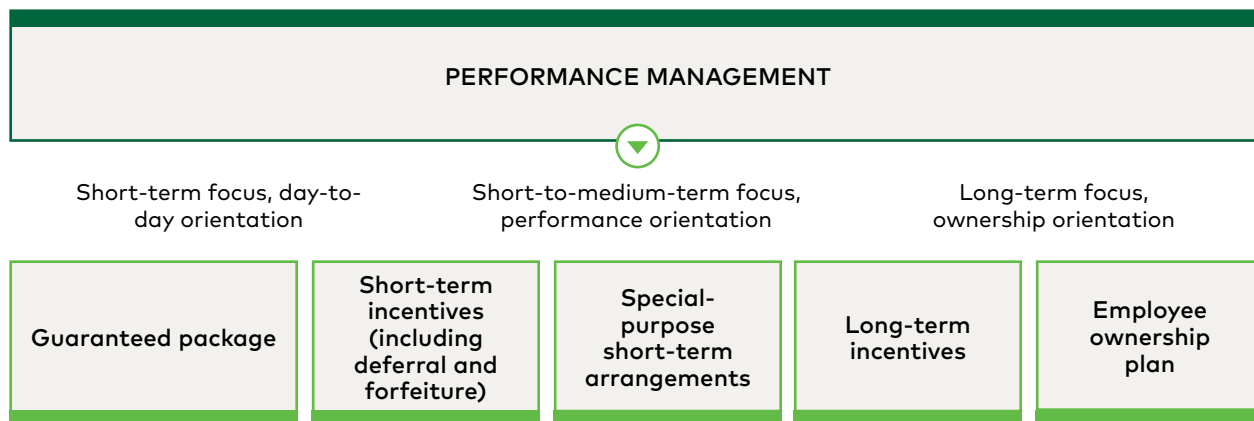 PERFORMANCE MANAGEMENT
Short-term focus, day-to-
day orientation
Short-to-medium-term focus,
performance orientation
Long-term focus,
ownership orientation
Guaranteed package
Short-term
incentives
(including
deferral and
forfeiture)
Special-
purpose
short-term
arrangements
Long-term
incentives
Employee
ownership
plan